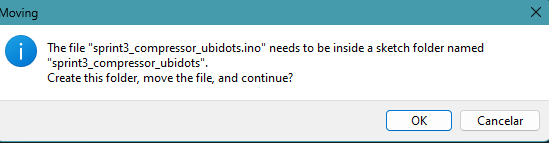 Moving
The file "sprint3_compressor_ubidots.ino" needs to be inside a sketch folder named
"sprint3_compressor_ubidots".
Create this folder, move the file, and continue?
OK
Cancelar